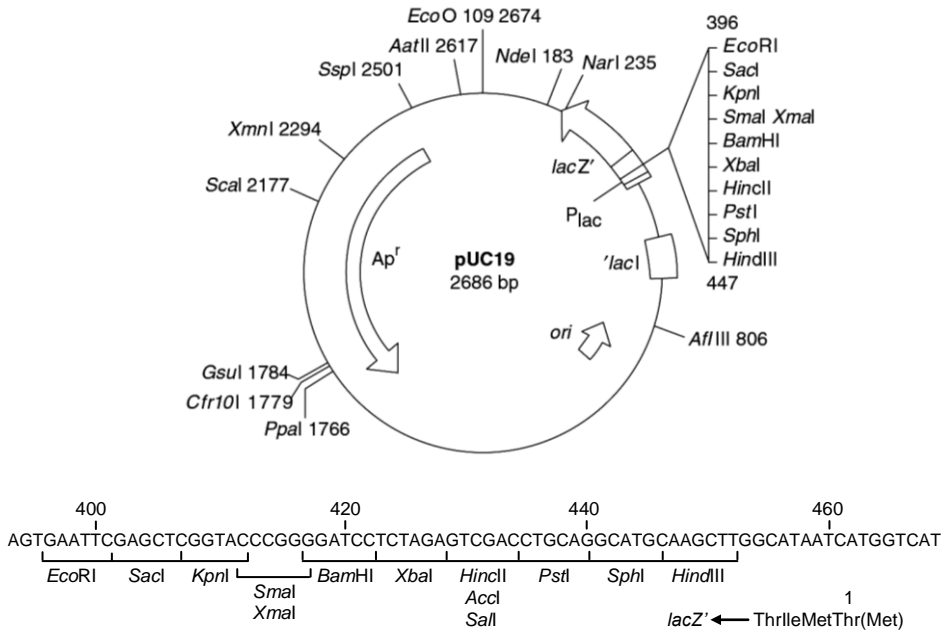 EcoO 109 2674
396
AatII 2617
NdeI 183
NarI 235
EcoRI
SspI 2501
SacI
KpnI
SmaI XmaI
XmnI 2294
BamHI
lacZ'
XbaI
ScaI 2177
HincII
Plac
PstI
SphI
Apr
pUC19
'lacI
HindIII
2686 bp
447
ori
AflIII 806
GsuI 1784
Cfr10I 1779
PpaI 1766
400 420 440 460
AGTGAATTCGAGCTCGGTACCCGGGGATCCTCTAGAGTCGACCTGCAGGCATGCAAGCTTGGCATAATCATGGTCAT
EcoRI SacI KpnI BamHI XbaI HincII PstI SphI HindIII
SmaI AccI
XmaI SalI
1
lacZ' ThrIleMetThr(Met)